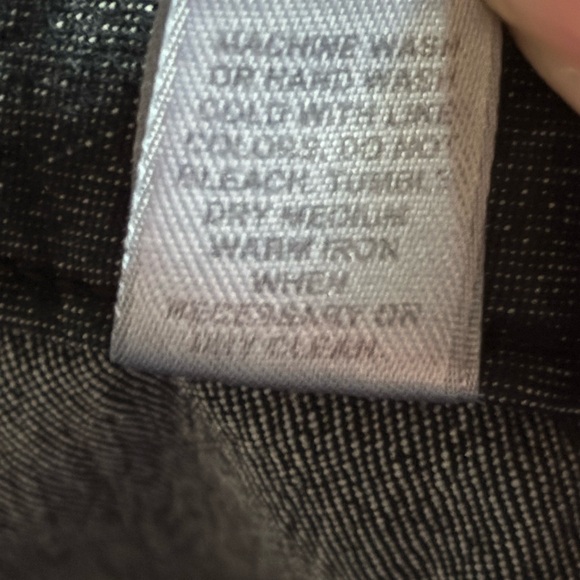 MACHINE WASH
OR HAND WASH
COLD WITH LIKE
COLORS. DO NOT
BLEACH. TUMBLE
DRY MEDIUM
WARM IRON
WHEN
NECESSARY OR
DRY CLEAN.